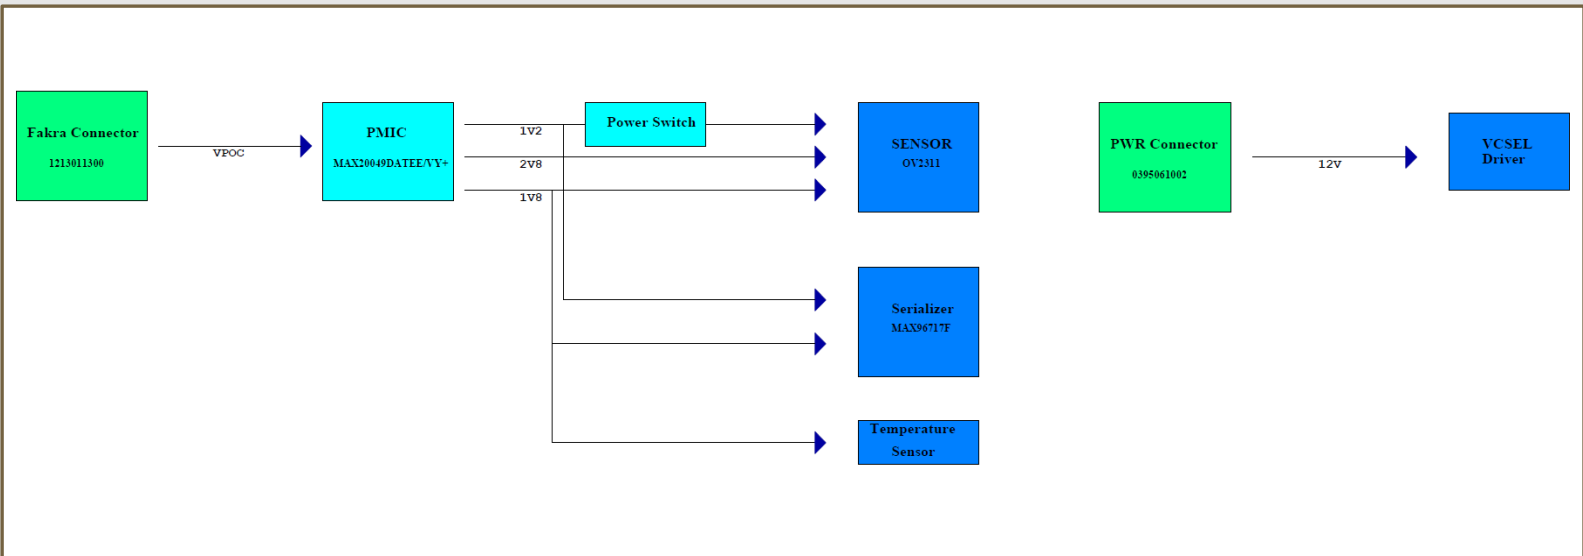 Fakra Connector
1213011300
VPOC
PMIC
MAX20049DATEE/VY+
1V2
2V8
1V8
Power Switch
SENSOR
OV2311
Serializer
MAX96717F
Temperature
Sensor
PWR Connector
0395061002
12V
VCSEL
Driver